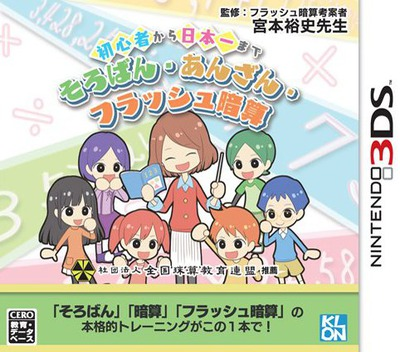 監修：フラッシュ暗算考案者
宮本裕史先生
初心者から日本一まで
そろばん・あんざん・
フラッシュ暗算
NINTENDO 3DS
社団法人 全国珠算教育連盟 推薦
「そろばん」「暗算」「フラッシュ暗算」の
本格的トレーニングがこの1本で！
CERO
教育・データ
ベース
KLON